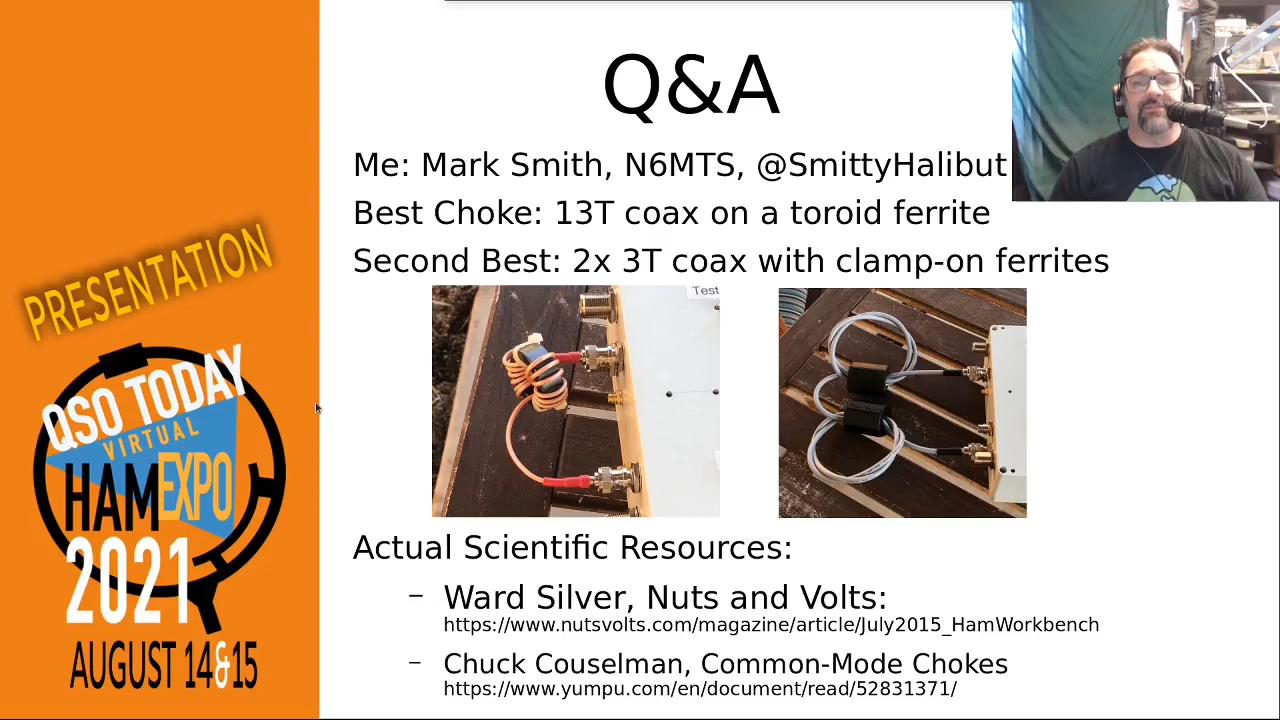 Q&A
Me: Mark Smith, N6MTS, @SmittyHalibut
Best Choke: 13T coax on a toroid ferrite
Second Best: 2x 3T coax with clamp-on ferrites
Test
Actual Scientific Resources:
– Ward Silver, Nuts and Volts:
https://www.nutsvolts.com/magazine/article/July2015_HamWorkbench
– Chuck Couselman, Common-Mode Chokes
https://www.yumpu.com/en/document/read/52831371/
PRESENTATION
QSO TODAY
VIRTUAL
HAMEXPO
2021
AUGUST 14&15